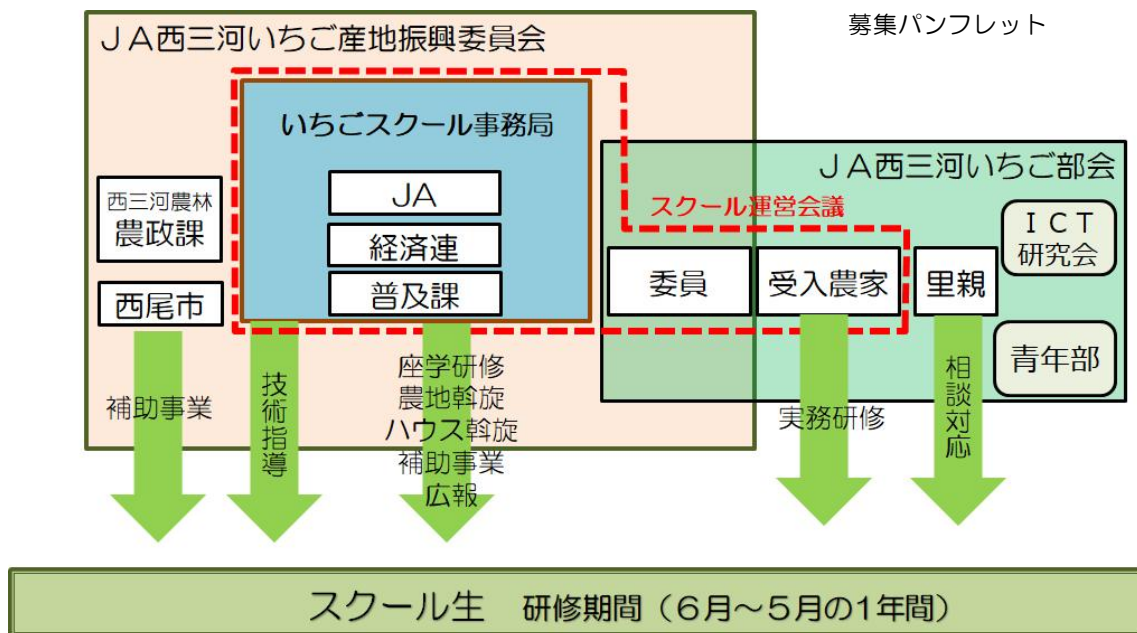 募集パンフレット
ＪＡ西三河いちご産地振興委員会
いちごスクール事務局
JA
経済連
普及課
西三河農林
農政課
西尾市
ＪＡ西三河いちご部会
スクール運営会議
委員
受入農家
里親
ＩＣＴ
研究会
青年部
補助事業
技術指導
座学研修
農地斡旋
ハウス斡旋
補助事業
広報
実務研修
相談対応
スクール生　研修期間（６月～５月の1年間）